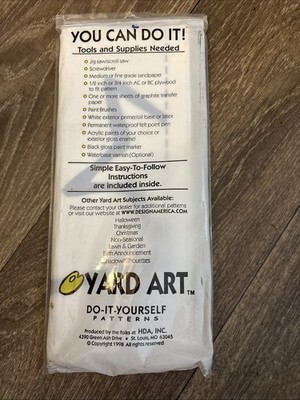 YOU CAN DO IT!
Tools and Supplies Needed
Jig saw/scroll saw
Screwdriver
Medium or fine grade sandpaper
1/2 inch or 3/4 inch AC or BC plywood
to fit pattern
One or more sheets of graphite transfer
paper
Paint Brushes
White exterior primer/oil base or latex
Permanent waterproof felt point pen
Acrylic paints of your choice or
exterior gloss enamel
Black gloss paint marker
Waterbase varnish (Optional)
Simple Easy-To-Follow
Instructions
are included inside.
Other Yard Art Subjects Available:
Please contact your dealer for additional patterns
or visit our website at WWW.DESIGNAMERICA.COM
Halloween
Thanksgiving
Christmas
Non-Seasonal
Lawn & Garden
Birth Announcement
Shadow/Silhouettes
YARD ART™
DO-IT-YOURSELF
PATTERNS
Produced by the folks at HDA, INC.
4390 Green Ash Drive • St. Louis, MO 63045
© Copyright 1998 All rights reserved